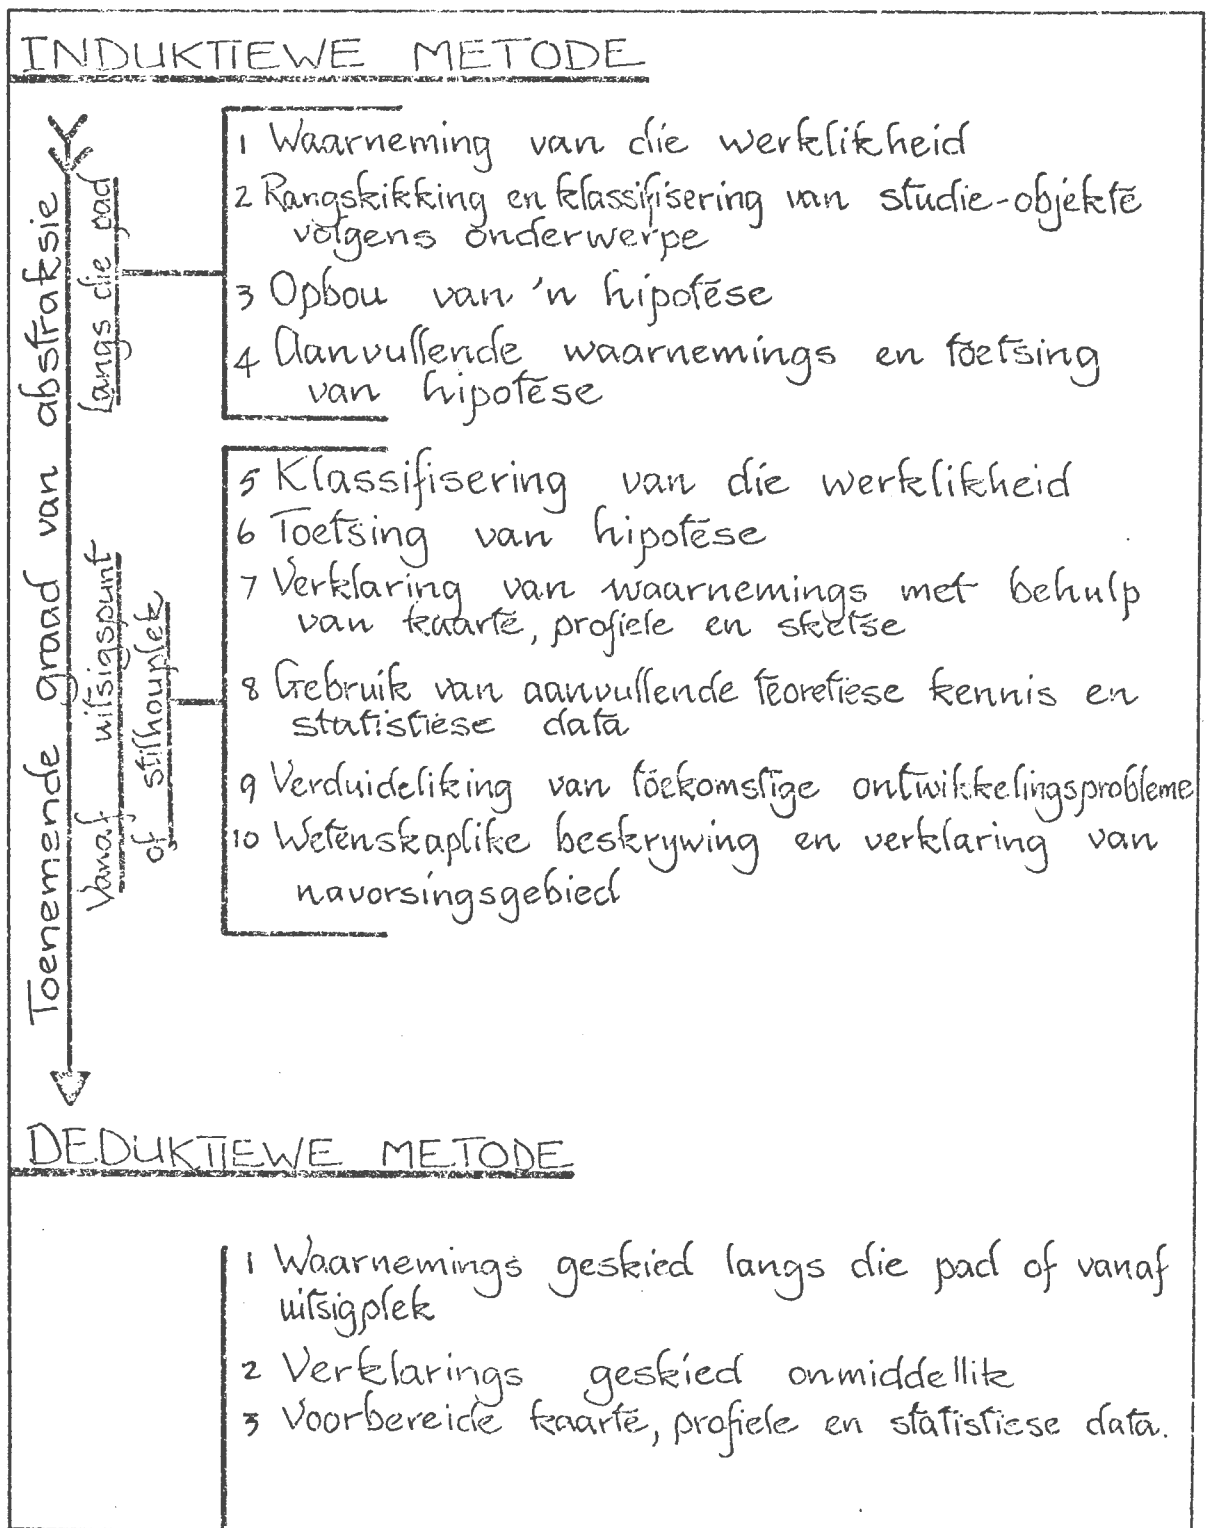 INDUKTIEWE METODE
Toenemende graad van abstraksie
Langs die pad
1 Waarneming van die werklikheid
2 Rangskikking en klassifisering van studie-objekte
volgens onderwerpe
3 Opbou van 'n hipotese
4 Aanvullende waarnemings en toetsing
van hipotese
Vanaf uitsigspunt
of stilhouplek
5 Klassifisering van die werklikheid
6 Toetsing van hipotese
7 Verklaring van waarnemings met behulp
van kaarte, profiele en sketse
8 Gebruik van aanvullende teoretiese kennis en
statistiese data
9 Verduideliking van toekomstige ontwikkelingsprobleme
10 Wetenskaplike beskrywing en verklaring van
navorsingsgebied
DEDUKTIEWE METODE
1 Waarnemings geskied langs die pad of vanaf
uitsigplek
2 Verklarings geskied onmiddellik
3 Voorbereide kaarte, profiele en statistiese data.